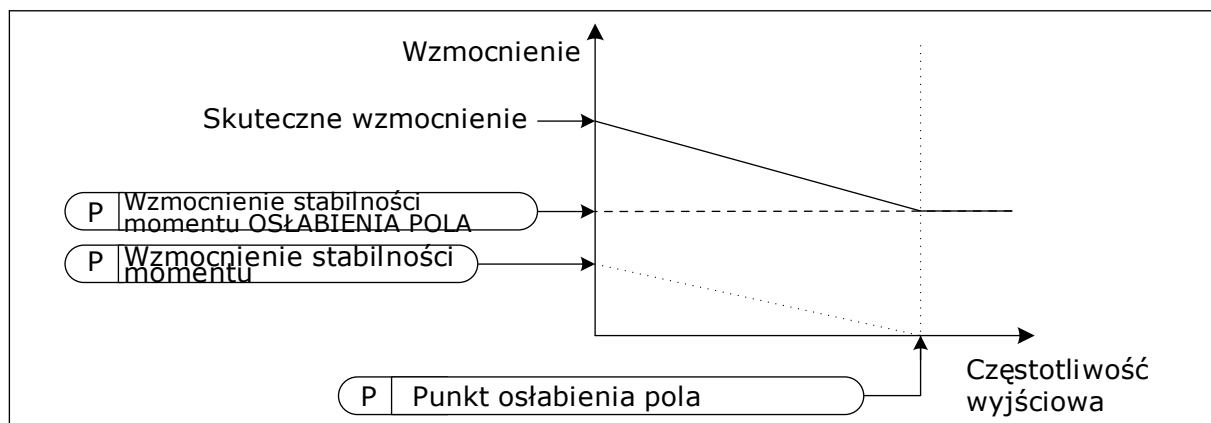 Wzmocnienie
Skuteczne wzmocnienie
P Wzmocnienie stabilności
momentu OSŁABIENIA POLA
P Wzmocnienie stabilności
momentu
Częstotliwość
wyjściowa
P Punkt osłabienia pola